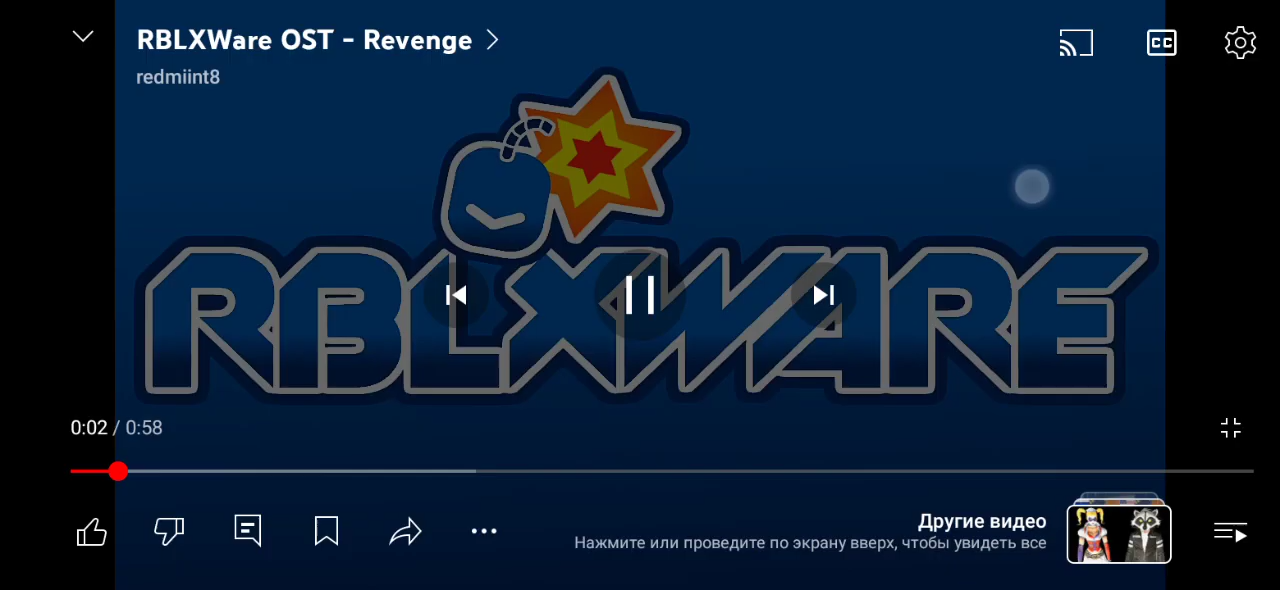 RBLXWare OST - Revenge
redmiint8
CC
RBLXWARE
0:02 / 0:58
Другие видео
Нажмите или проведите по экрану вверх, чтобы увидеть все